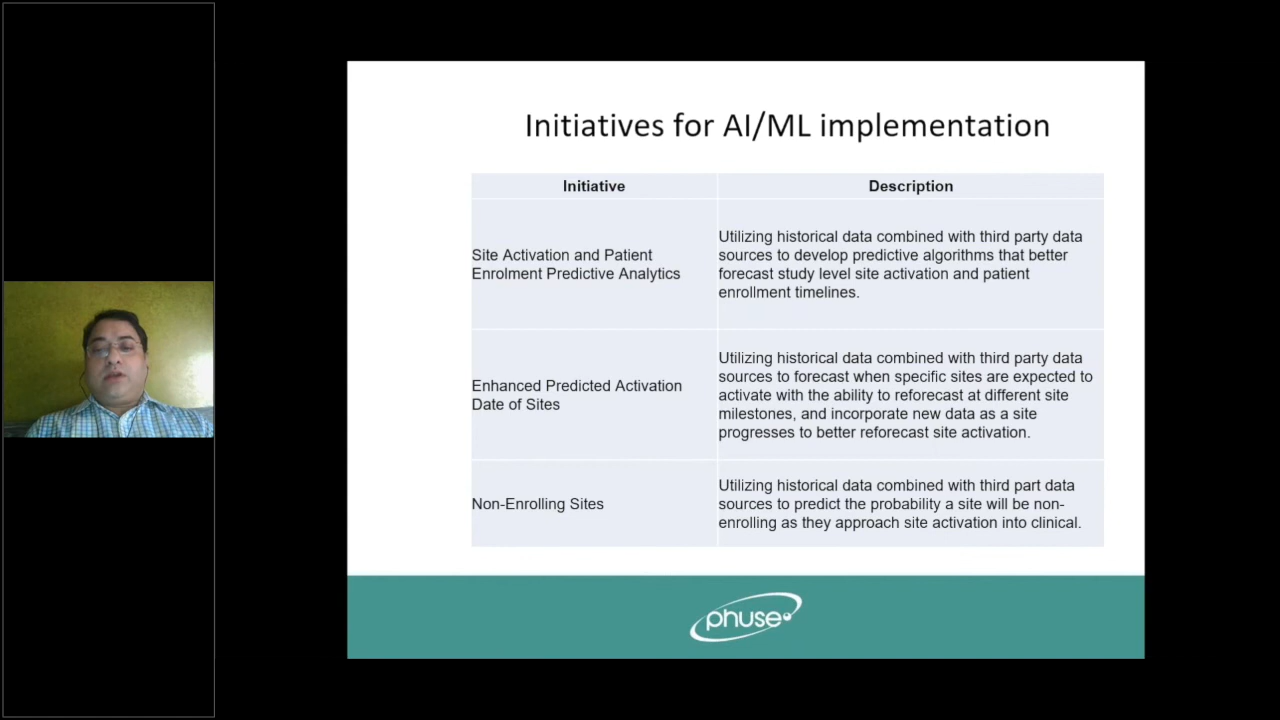 Initiatives for AI/ML implementation
Initiative
Description
Site Activation and Patient
Enrolment Predictive Analytics
Utilizing historical data combined with third party data
sources to develop predictive algorithms that better
forecast study level site activation and patient
enrollment timelines.
Enhanced Predicted Activation
Date of Sites
Utilizing historical data combined with third party data
sources to forecast when specific sites are expected to
activate with the ability to reforecast at different site
milestones, and incorporate new data as a site
progresses to better reforecast site activation.
Non-Enrolling Sites
Utilizing historical data combined with third part data
sources to predict the probability a site will be non-
enrolling as they approach site activation into clinical.
phuse